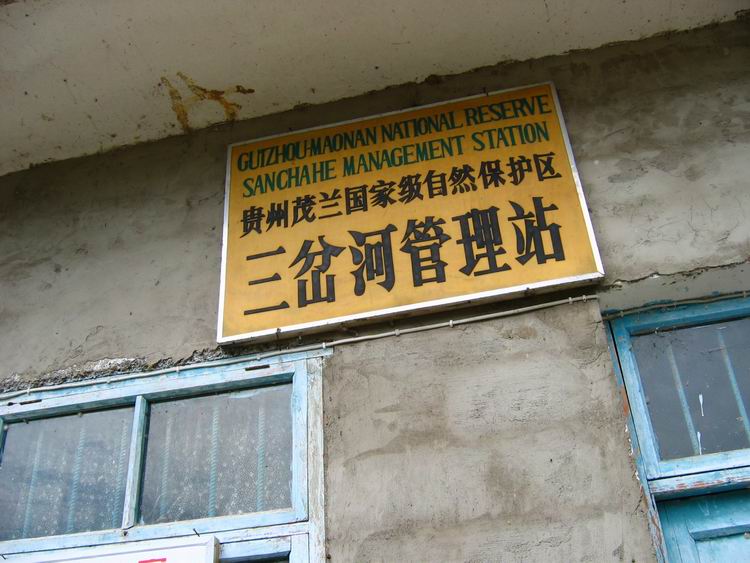 GUIZHOU-MAONAN NATIONAL RESERVE
SANCHAHE MANAGEMENT STATION
贵州茂兰国家级自然保护区
三岔河管理站